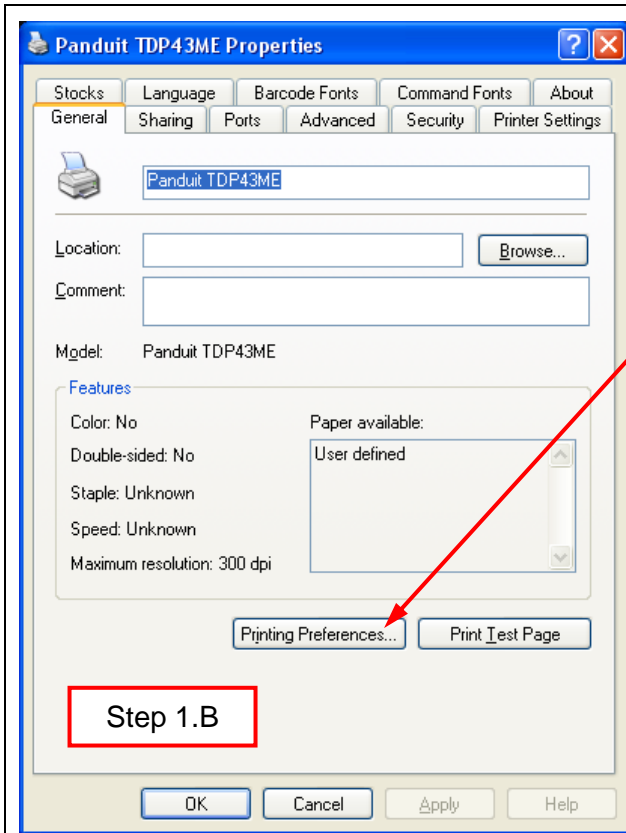 Panduit TDP43ME Properties
Stocks Language Barcode Fonts Command Fonts About
General Sharing Ports Advanced Security Printer Settings
Panduit TDP43ME
Location: Browse...
Comment:
Model: Panduit TDP43ME
Features
Color: No Paper available:
Double-sided: No User defined
Staple: Unknown
Speed: Unknown
Maximum resolution: 300 dpi
Printing Preferences... Print Test Page
Step 1.B
OK Cancel Apply Help